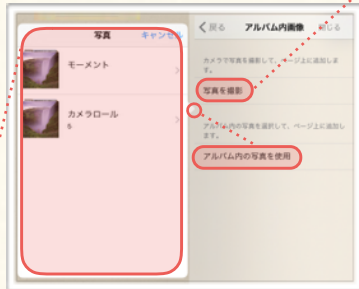 写真
キャンセル
モーメント
カメラロール
6
戻る
アルバム内画像
閉じる
カメラで写真を撮影して、ページ上に追加しま
す。
写真を撮影
アルバム内の写真を選択して、ページ上に追加し
ます。
アルバム内の写真を使用